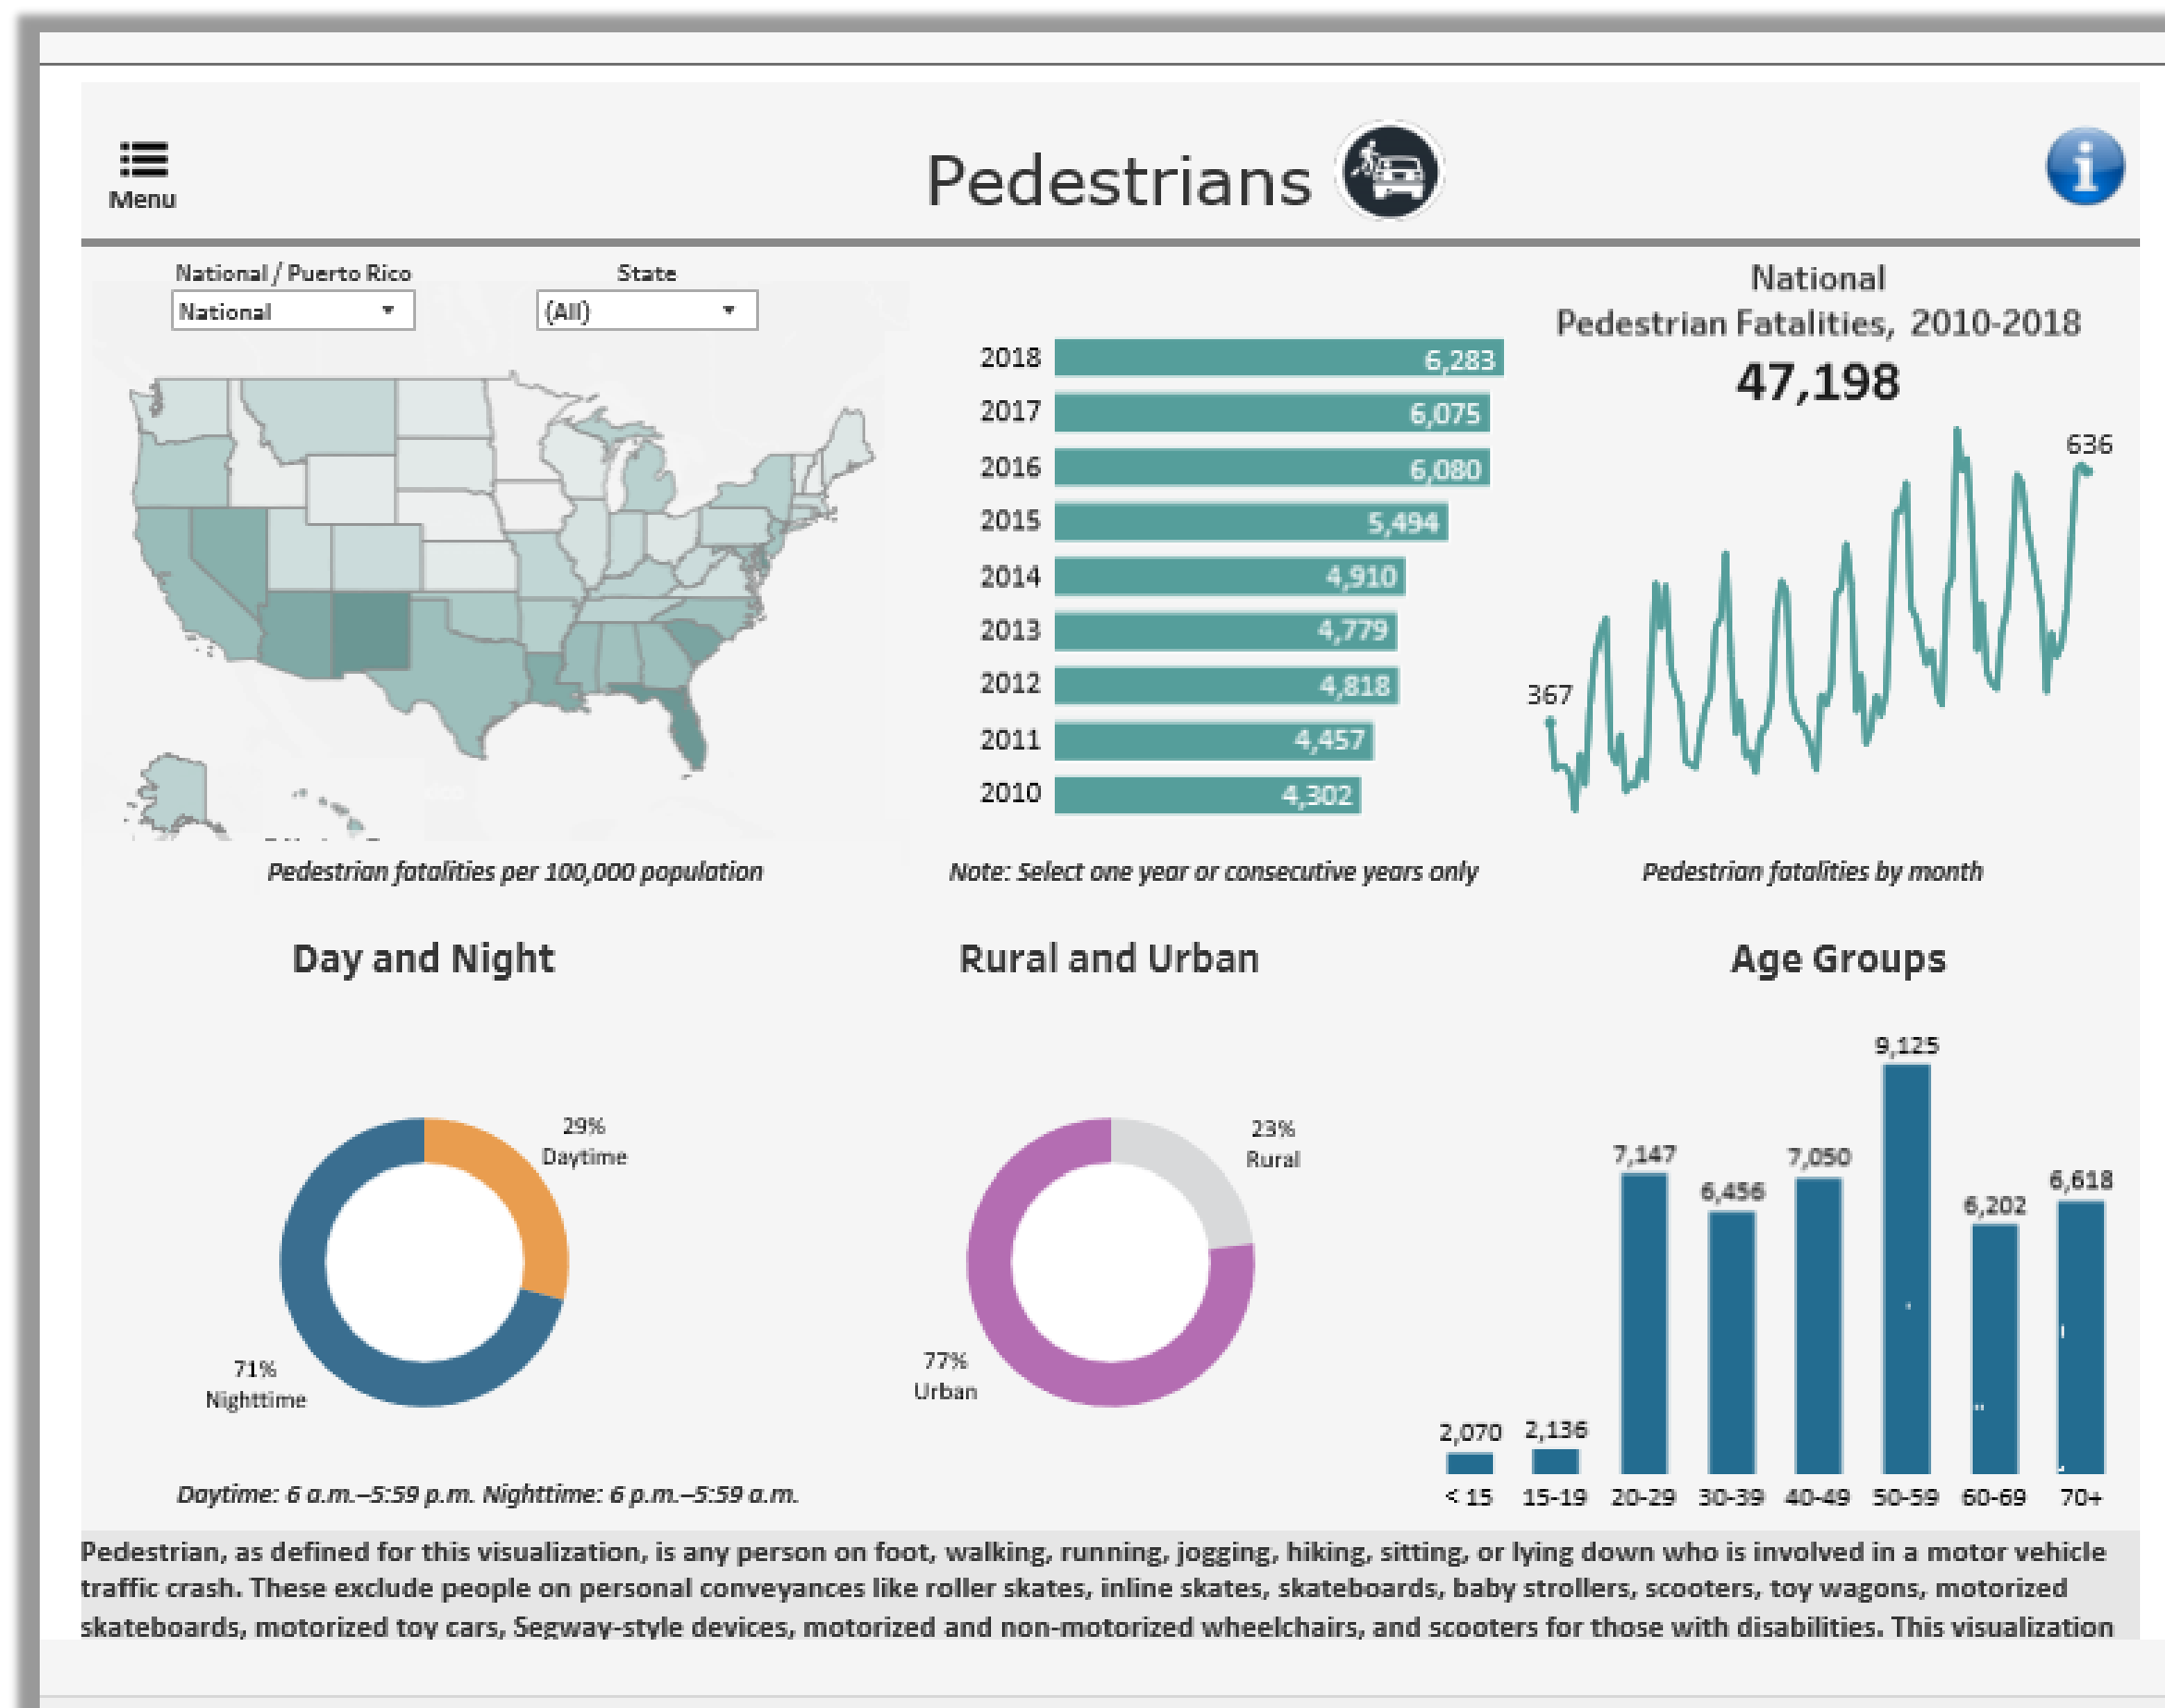 Pedestrians
Menu
National / Puerto Rico
National
State
(All)
2018 6,283
2017 6,075
2016 6,080
2015 5,494
2014 4,910
2013 4,779
2012 4,818
2011 4,457
2010 4,302
National
Pedestrian Fatalities, 2010-2018
47,198
636
367
Pedestrian fatalities per 100,000 population
Note: Select one year or consecutive years only
Pedestrian fatalities by month
Day and Night
29%
Daytime
71%
Nighttime
Daytime: 6 a.m.–5:59 p.m. Nighttime: 6 p.m.–5:59 a.m.
Rural and Urban
23%
Rural
77%
Urban
Age Groups
2,070 2,136 7,147 6,456 7,050 9,125 6,202 6,618
< 15 15-19 20-29 30-39 40-49 50-59 60-69 70+
Pedestrian, as defined for this visualization, is any person on foot, walking, running, jogging, hiking, sitting, or lying down who is involved in a motor vehicle
traffic crash. These exclude people on personal conveyances like roller skates, inline skates, skateboards, baby strollers, scooters, toy wagons, motorized
skateboards, motorized toy cars, Segway-style devices, motorized and non-motorized wheelchairs, and scooters for those with disabilities. This visualization